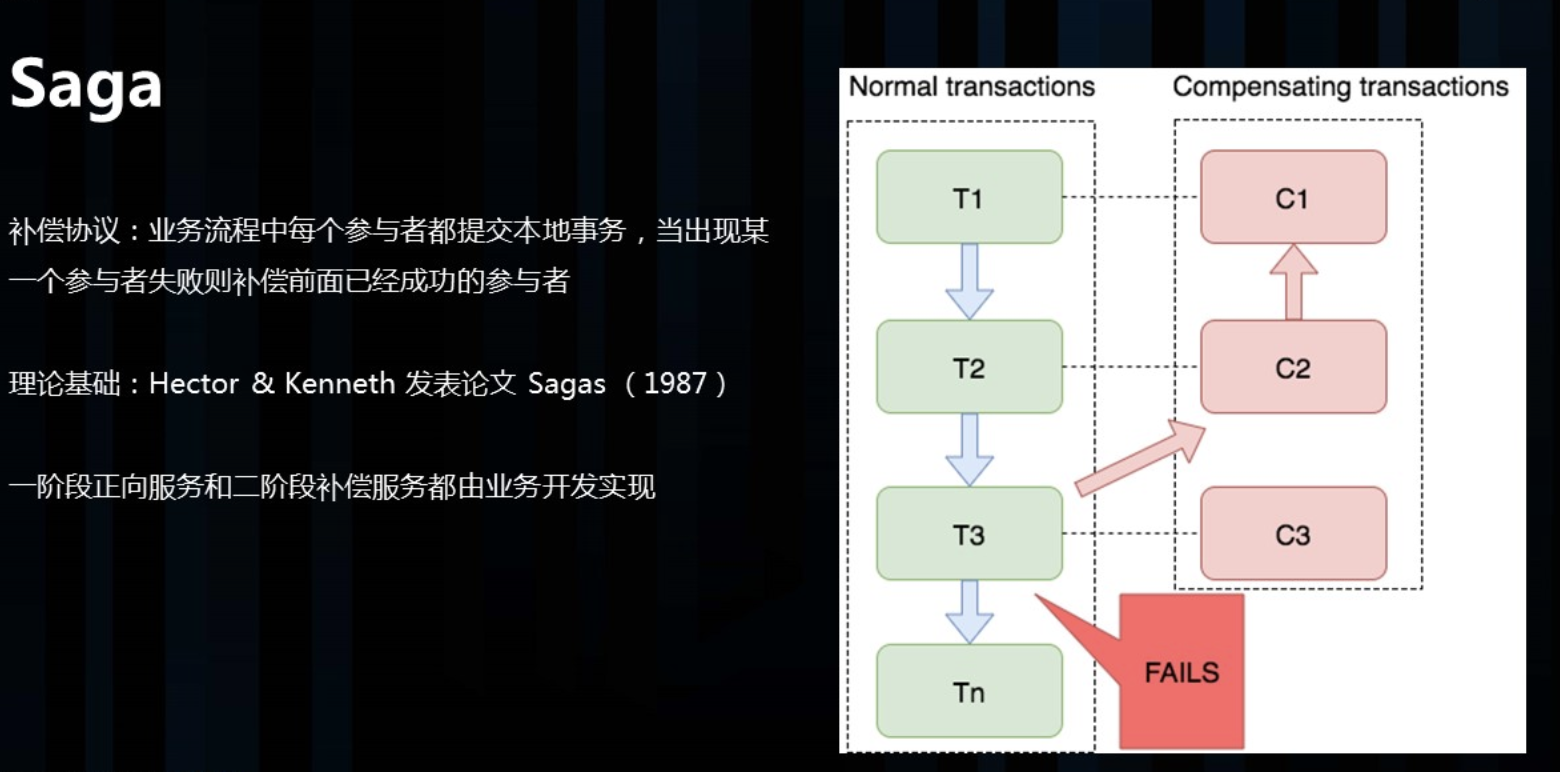 Saga
补偿协议：业务流程中每个参与者都提交本地事务，当出现某
一个参与者失败则补偿前面已经成功的参与者
理论基础：Hector & Kenneth 发表论文 Sagas （1987）
一阶段正向服务和二阶段补偿服务都由业务开发实现
Normal transactions
Compensating transactions
T1
C1
T2
C2
T3
C3
Tn
FAILS